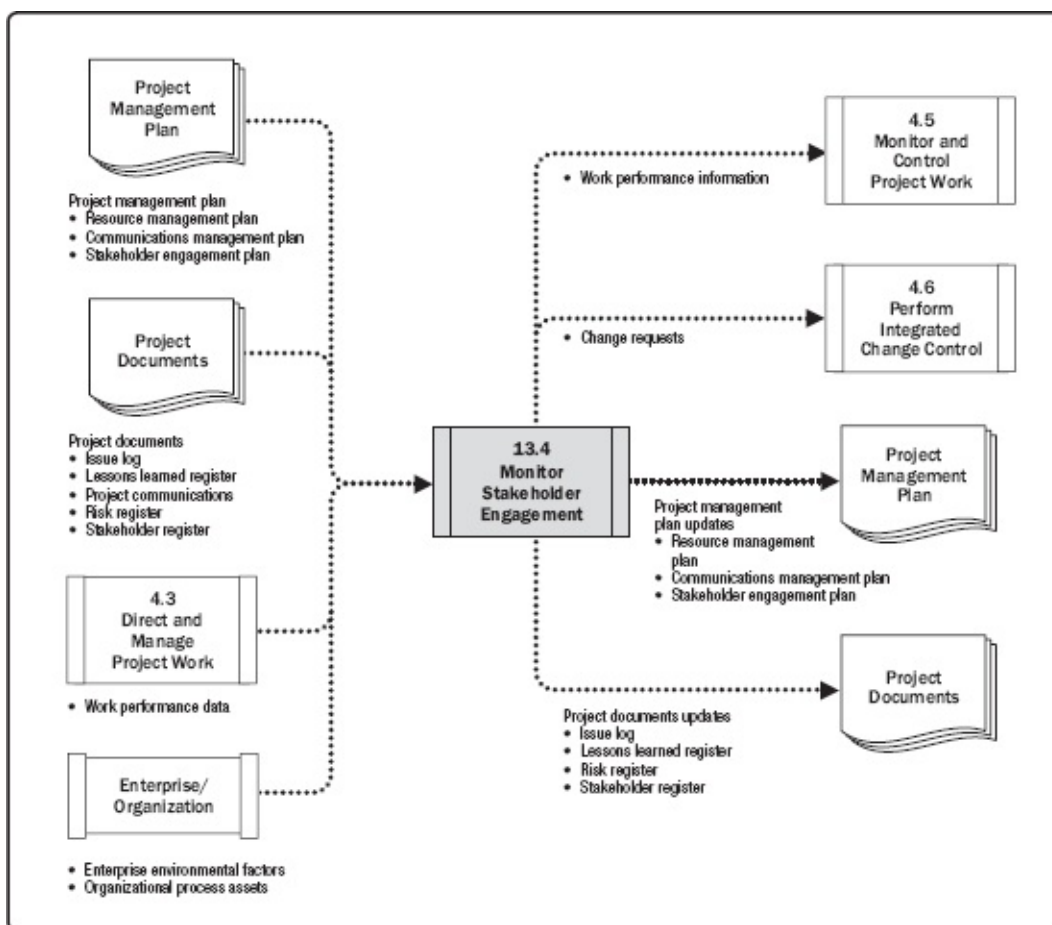 Project
Management
Plan
Project management plan
• Resource management plan
• Communications management plan
• Stakeholder engagement plan
Project
Documents
Project documents
• Issue log
• Lessons learned register
• Project communications
• Risk register
• Stakeholder register
4.3
Direct and
Manage
Project Work
• Work performance data
Enterprise/
Organization
• Enterprise environmental factors
• Organizational process assets
13.4
Monitor
Stakeholder
Engagement
• Work performance information
4.5
Monitor and
Control
Project Work
• Change requests
4.6
Perform
Integrated
Change Control
Project management
plan updates
• Resource management
plan
• Communications management plan
• Stakeholder engagement plan
Project
Management
Plan
Project documents updates
• Issue log
• Lessons learned register
• Risk register
• Stakeholder register
Project
Documents